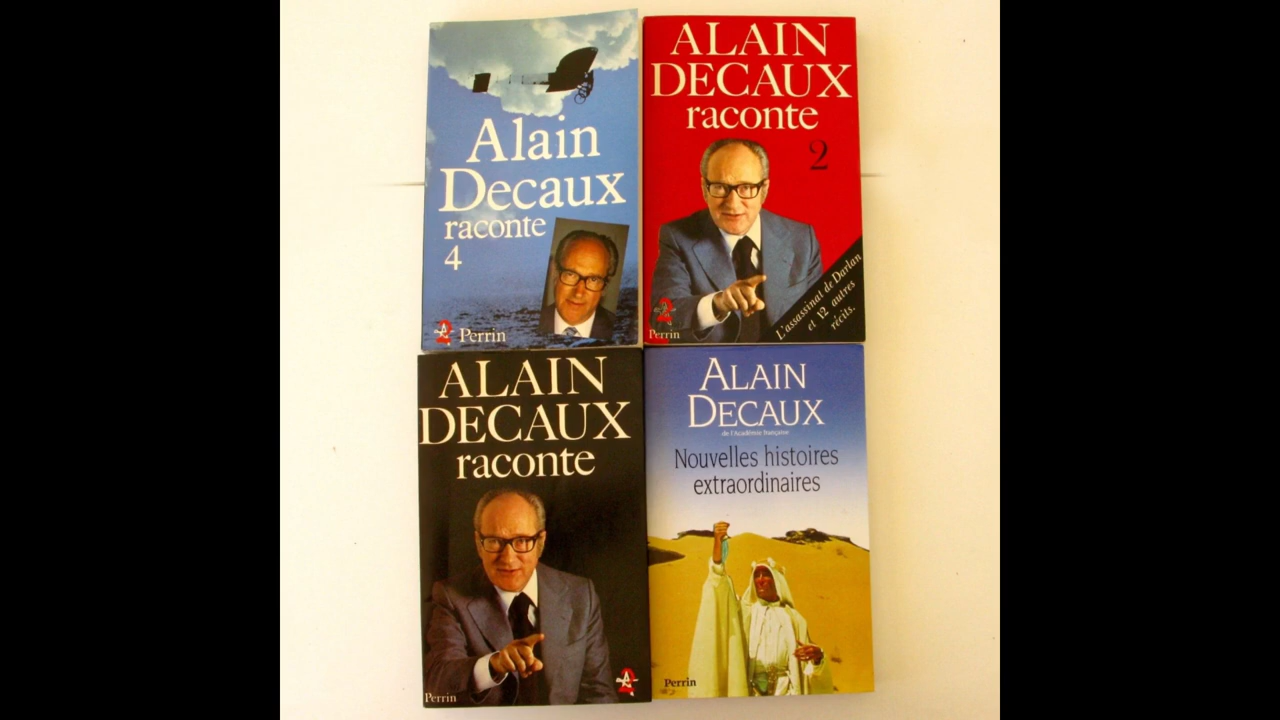 Alain
Decaux
raconte
4
Perrin
ALAIN
DECAUX
raconte
2
L'assassinat de Darlan
et 12 autres
récits.
Perrin
ALAIN
DECAUX
raconte
Perrin
ALAIN
DECAUX
de l'Académie française
Nouvelles histoires
extraordinaires
Perrin